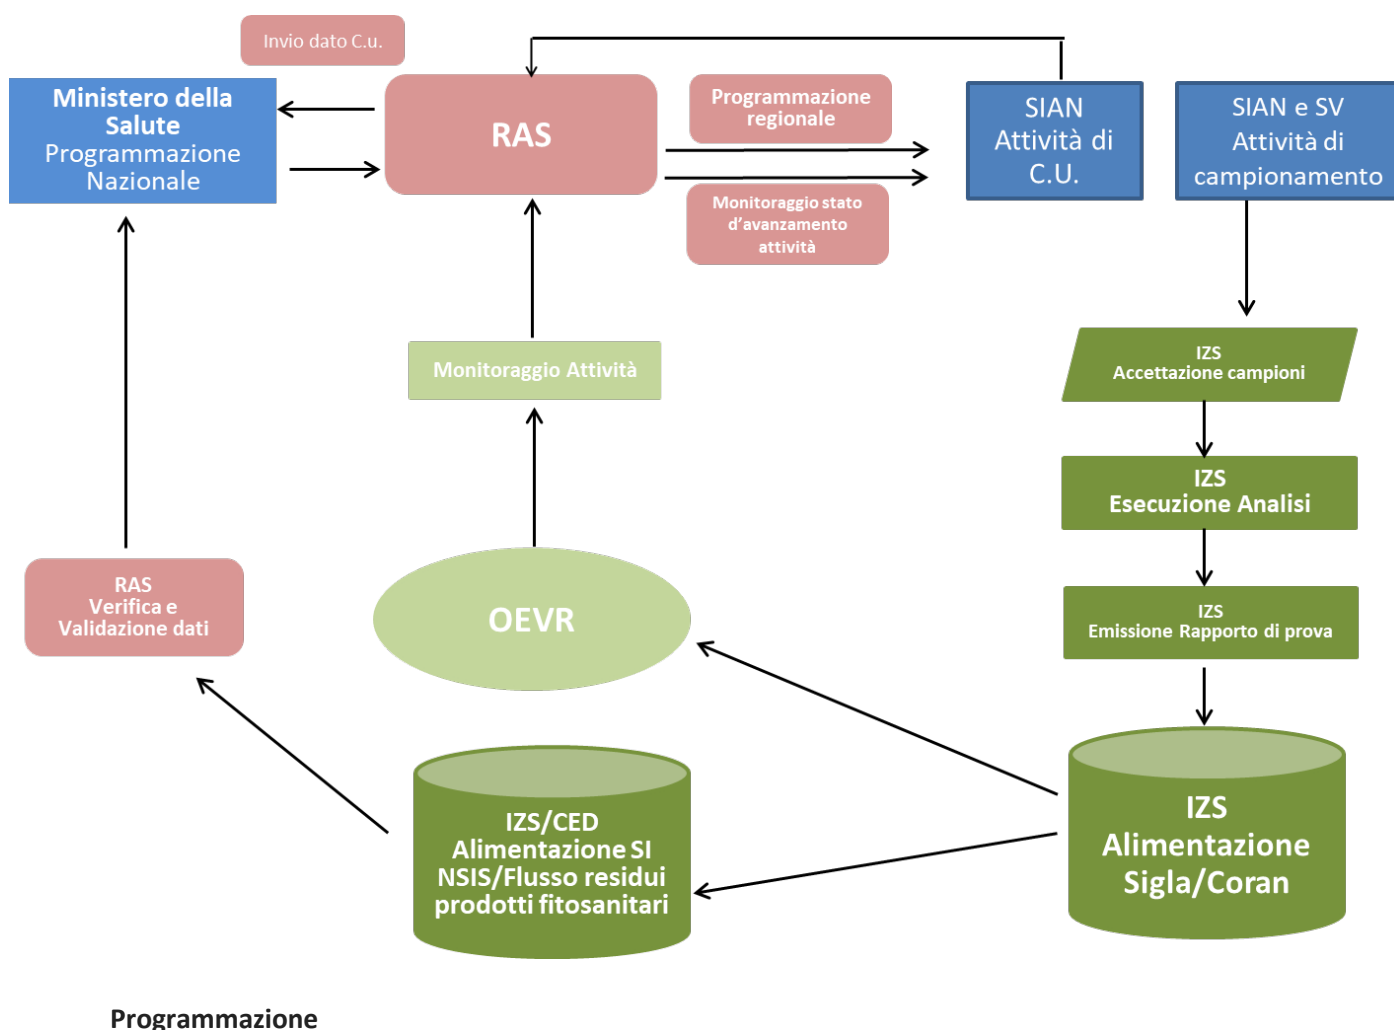 Invio dato C.u.
Ministero della
Salute
Programmazione
Nazionale
RAS
Programmazione
regionale
Monitoraggio stato
d'avanzamento
attività
SIAN
Attività di
C.U.
SIAN e SV
Attività di
campionamento
Monitoraggio Attività
IZS
Accettazione campioni
IZS
Esecuzione Analisi
RAS
Verifica e
Validazione dati
OEVR
IZS
Emissione Rapporto di prova
IZS/CED
Alimentazione SI
NSIS/Flusso residui
prodotti fitosanitari
IZS
Alimentazione
Sigla/Coran
Programmazione